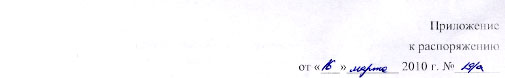 Приложение
к распоряжению
от «16» марта 2010 г. №